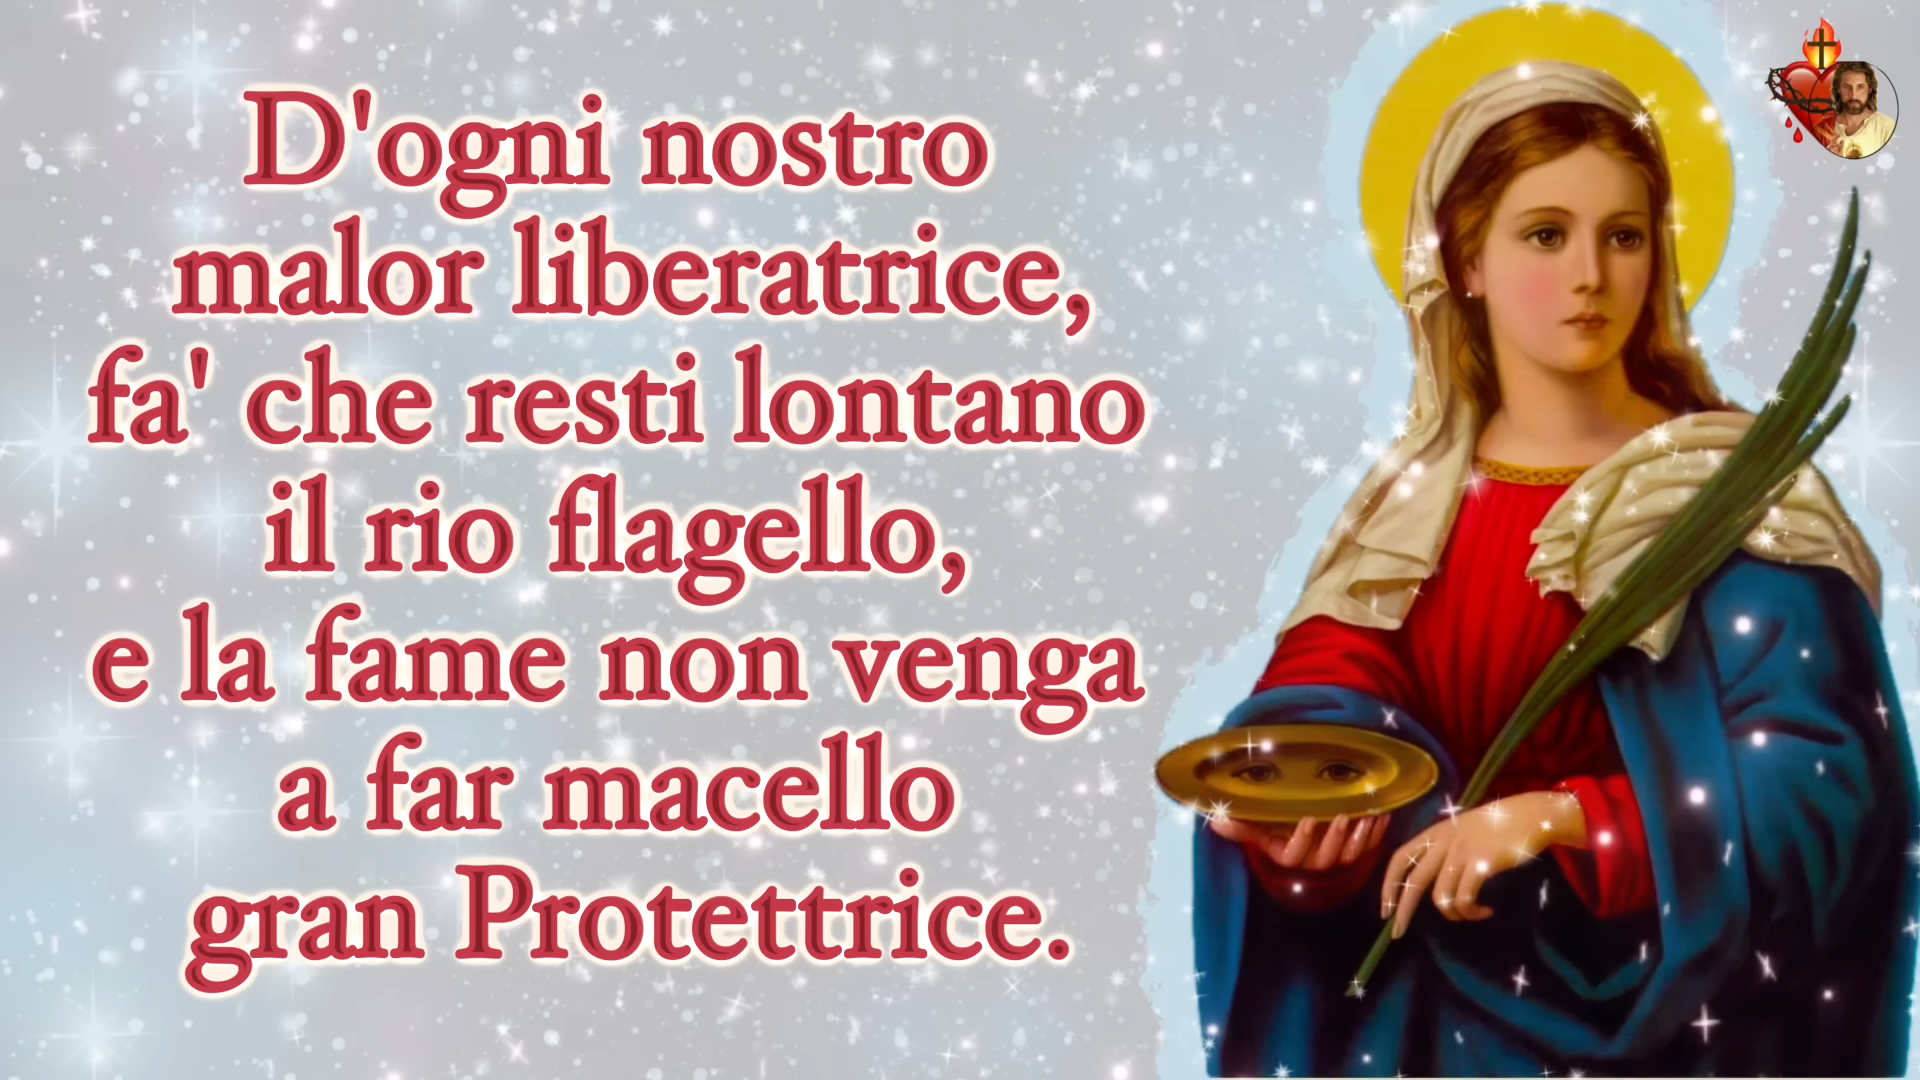 D'ogni nostro
malor liberatrice,
fa' che resti lontano
il rio flagello,
e la fame non venga
a far macello
gran Protettrice.